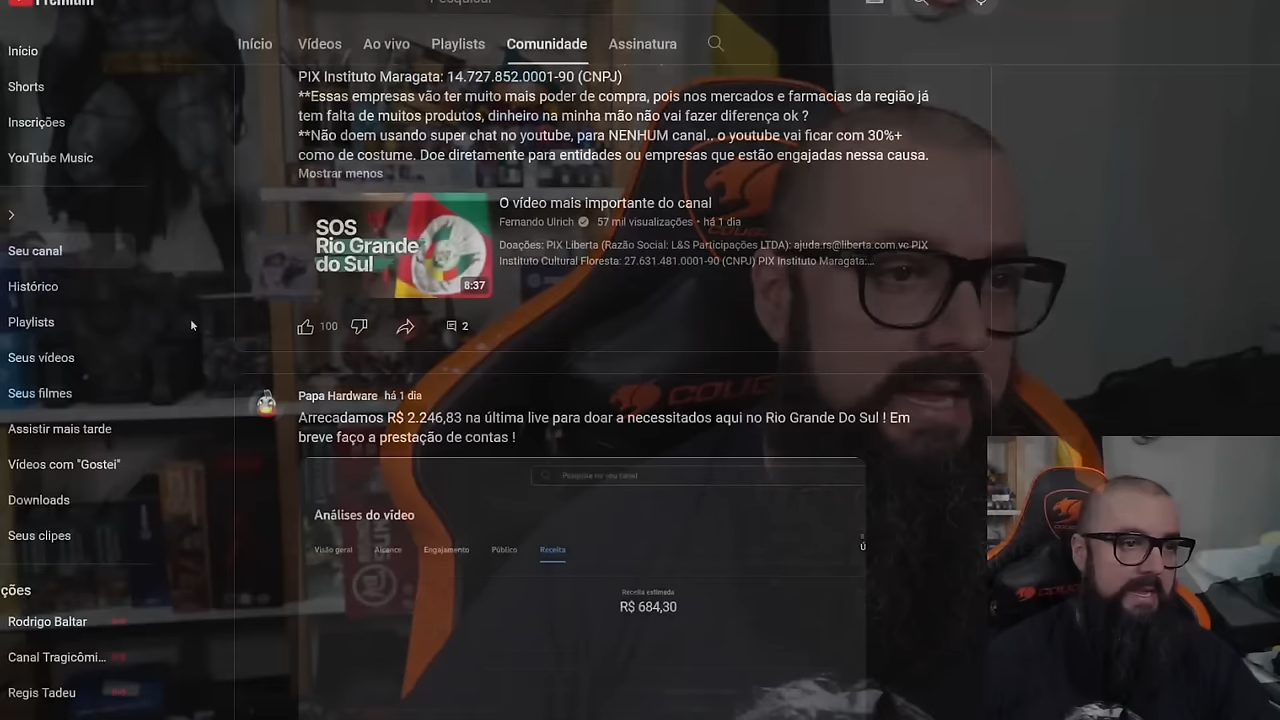 Premium
Pesquisar
Início
Vídeos
Ao vivo
Playlists
Comunidade
Assinatura
Início
Shorts
Inscrições
YouTube Music
Seu canal
Histórico
Playlists
Seus vídeos
Seus filmes
Assistir mais tarde
Vídeos com "Gostei"
Downloads
Seus clipes
ções
Rodrigo Baltar
Canal Tragicômi...
Regis Tadeu
PIX Instituto Maragata: 14.727.852.0001-90 (CNPJ)
**Essas empresas vão ter muito mais poder de compra, pois nos mercados e farmacias da região já
tem falta de muitos produtos, dinheiro na minha mão não vai fazer diferença ok ?
**Não doem usando super chat no youtube, para NENHUM canal.. o youtube vai ficar com 30%+
como de costume. Doe diretamente para entidades ou empresas que estão engajadas nessa causa.
Mostrar menos
SOS
Rio Grande
do Sul
8:37
O vídeo mais importante do canal
Fernando Ulrich 57 mil visualizações • há 1 dia
Doações: PIX Liberta (Razão Social: L&S Participações LTDA): ajuda.rs@liberta.com.vc PIX
Instituto Cultural Floresta: 27.631.481.0001-90 (CNPJ) PIX Instituto Maragata:...
100
2
Papa Hardware há 1 dia
Arrecadamos R$ 2.246,83 na última live para doar a necessitados aqui no Rio Grande Do Sul ! Em
breve faço a prestação de contas !
Pesquise no seu canal
Análises do vídeo
Visão geral
Alcance
Engajamento
Público
Receita
Receita estimada
R$ 684,30
COUGAR